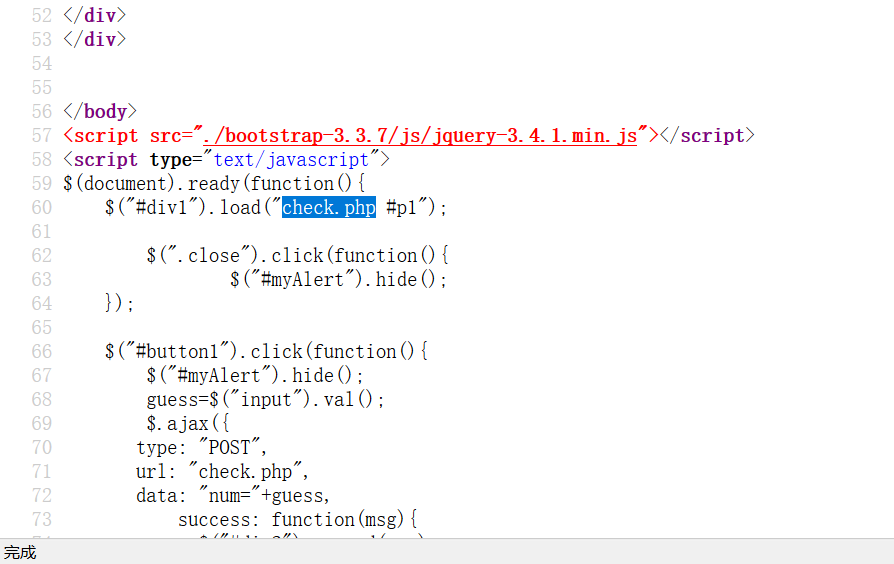 52 </div>
53 </div>
54
55
56 </body>
57 <script src="./bootstrap-3.3.7/js/jquery-3.4.1.min.js"></script>
58 <script type="text/javascript">
59 $(document).ready(function(){
60     $("#div1").load("check.php #p1");
61
62         $(".close").click(function(){
63                 $("#myAlert").hide();
64     });
65
66     $("#button1").click(function(){
67         $("#myAlert").hide();
68         guess=$("input").val();
69         $.ajax({
70        type: "POST",
71        url: "check.php",
72        data: "num="+guess,
73            success: function(msg){
完成